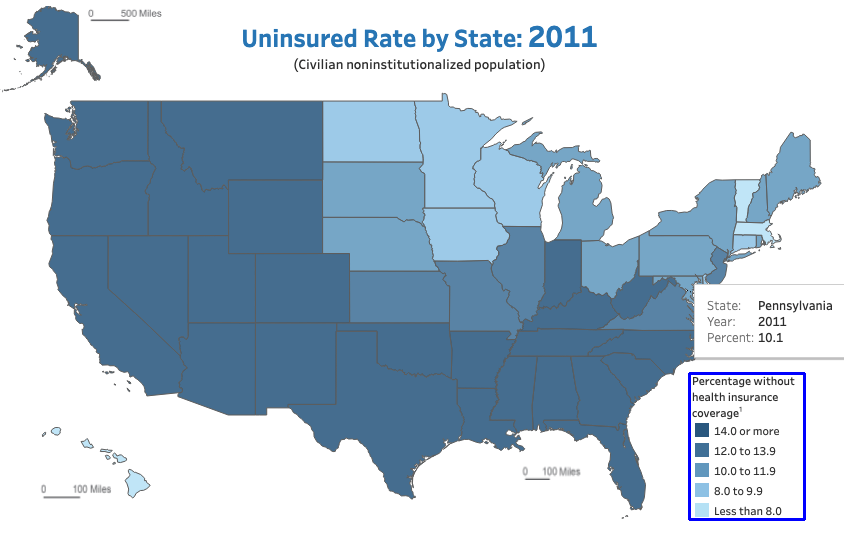 0 500 Miles
Uninsured Rate by State: 2011
(Civilian noninstitutionalized population)
State: Pennsylvania
Year: 2011
Percent: 10.1
Percentage without
health insurance
coverage¹
14.0 or more
12.0 to 13.9
10.0 to 11.9
8.0 to 9.9
Less than 8.0
0 100 Miles
0 100 Miles